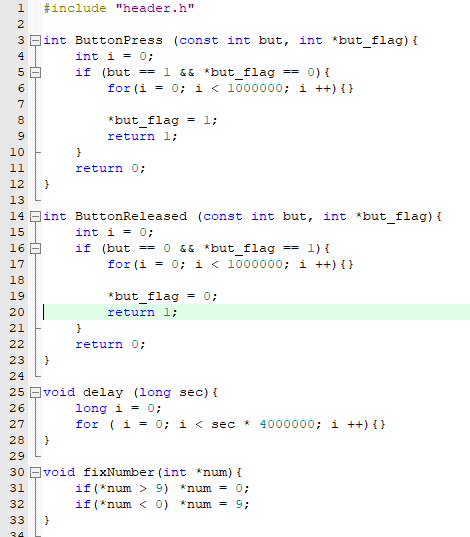 1 #include "header.h"
2
3 int ButtonPress (const int but, int *but_flag){
4     int i = 0;
5     if (but == 1 && *but_flag == 0){
6         for(i = 0; i < 1000000; i ++){}
7
8         *but_flag = 1;
9         return 1;
10     }
11     return 0;
12 }
13
14 int ButtonReleased (const int but, int *but_flag){
15     int i = 0;
16     if (but == 0 && *but_flag == 1){
17         for(i = 0; i < 1000000; i ++){}
18
19         *but_flag = 0;
20         return 1;
21     }
22     return 0;
23 }
24
25 void delay (long sec){
26     long i = 0;
27     for ( i = 0; i < sec * 4000000; i ++){}
28 }
29
30 void fixNumber(int *num){
31     if(*num > 9) *num = 0;
32     if(*num < 0) *num = 9;
33 }
34